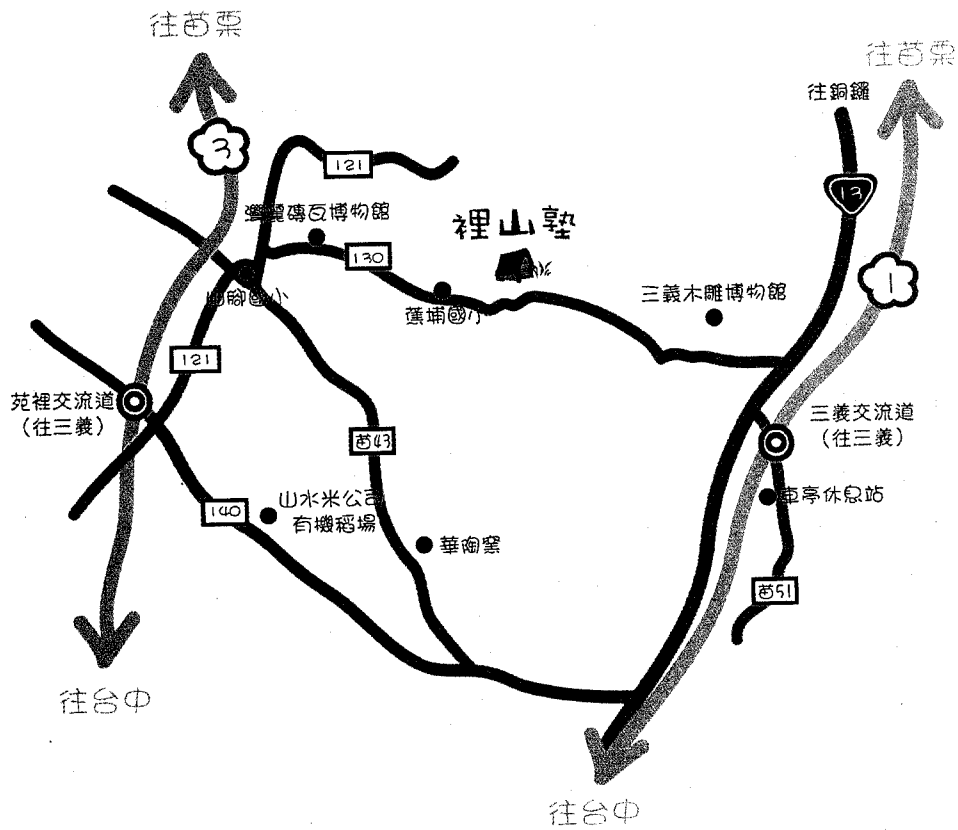 往苗栗
往苗栗
往銅鑼
3
121
13
磚瓦博物館
裡山塾
130
1
國小
蕉埔國小
三義木雕博物館
121
苑裡交流道
(往三義)
三義交流道
(往三義)
苗43
山水米公司
有機稻場
車亭休息站
140
華陶窯
苗51
往台中
往台中